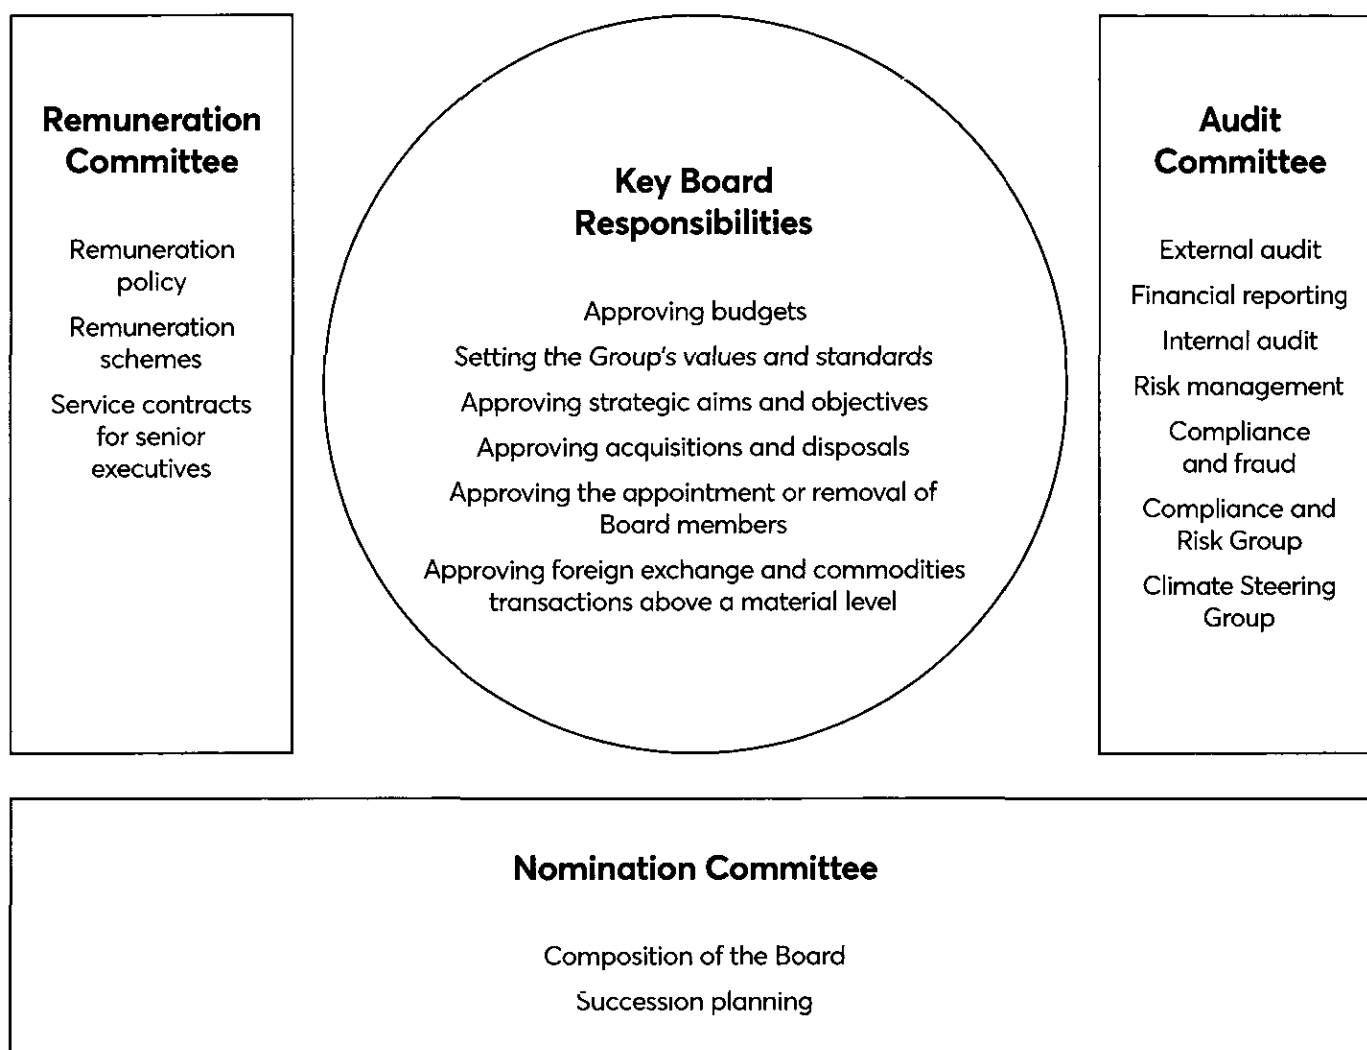 Remuneration
Committee
Remuneration
policy
Remuneration
schemes
Service contracts
for senior
executives
Key Board
Responsibilities
Approving budgets
Setting the Group's values and standards
Approving strategic aims and objectives
Approving acquisitions and disposals
Approving the appointment or removal of
Board members
Approving foreign exchange and commodities
transactions above a material level
Audit
Committee
External audit
Financial reporting
Internal audit
Risk management
Compliance
and fraud
Compliance and
Risk Group
Climate Steering
Group
Nomination Committee
Composition of the Board
Succession planning